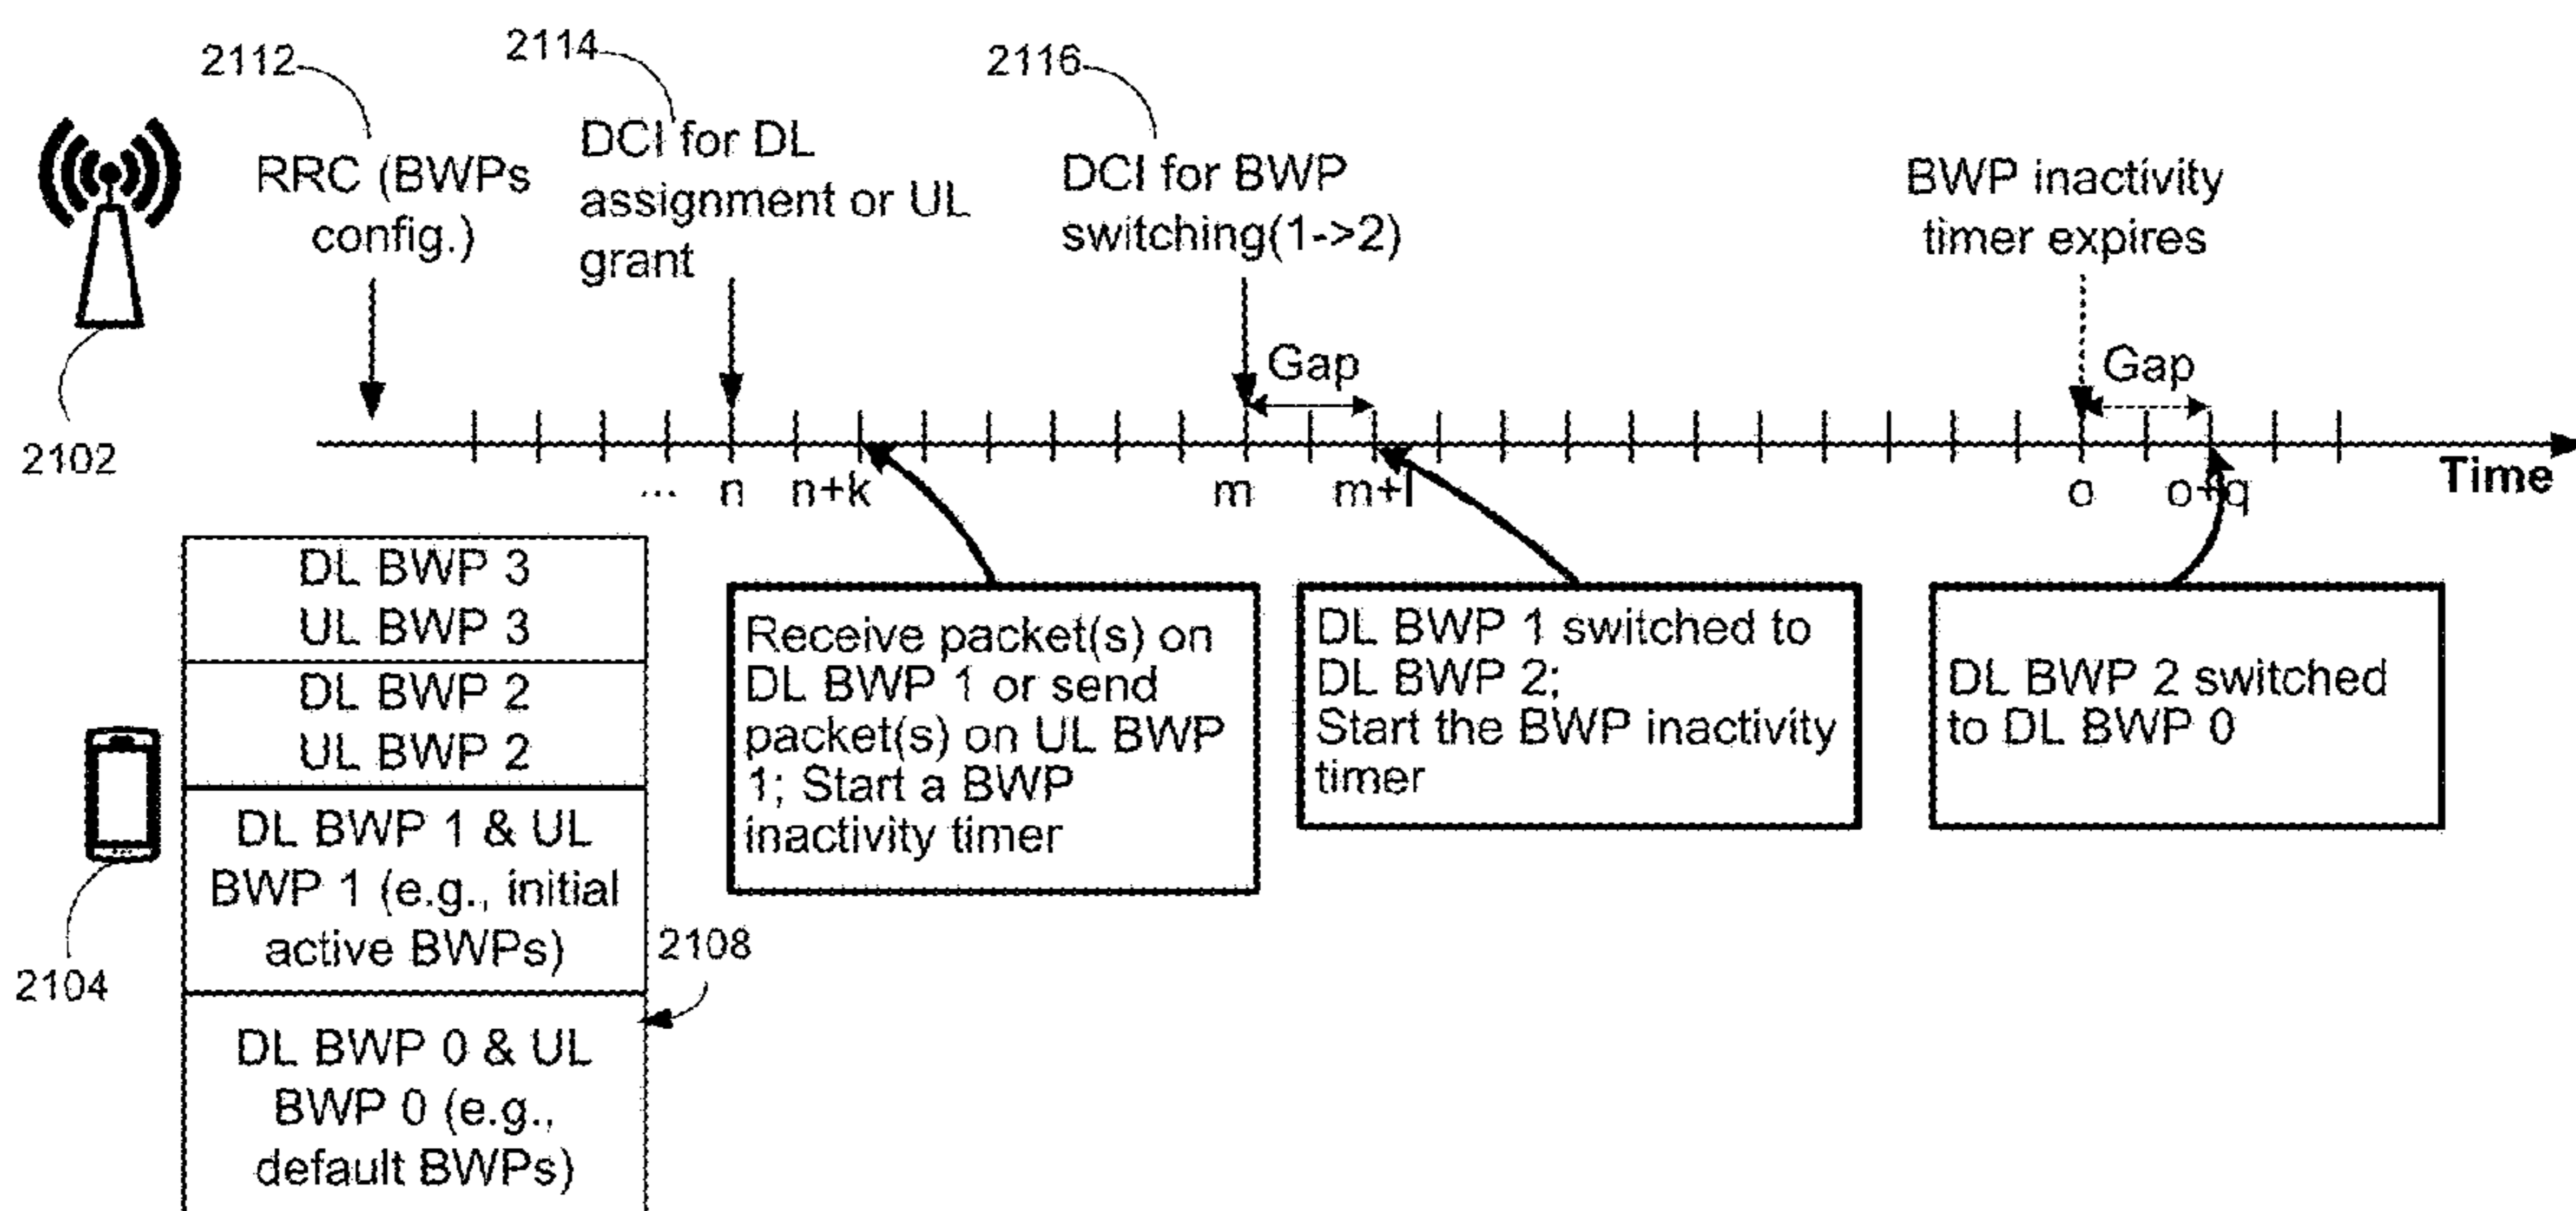 2112
2114
2116
RRC (BWPs
config.)
DCI for DL
assignment or UL
grant
DCI for BWP
switching(1->2)
BWP inactivity
timer expires
Gap
Gap
2102
... n n+k m m+l o o+q
Time
DL BWP 3
UL BWP 3
DL BWP 2
UL BWP 2
DL BWP 1 & UL
BWP 1 (e.g., initial
active BWPs)
DL BWP 0 & UL
BWP 0 (e.g.,
default BWPs)
2104
2108
Receive packet(s) on
DL BWP 1 or send
packet(s) on UL BWP
1; Start a BWP
inactivity timer
DL BWP 1 switched to
DL BWP 2;
Start the BWP inactivity
timer
DL BWP 2 switched
to DL BWP 0